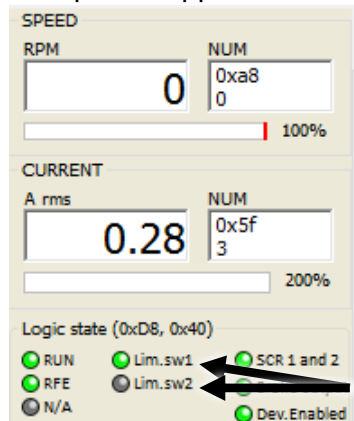 SPEED
RPM NUM
0 0xa8
0
100%
CURRENT
A rms NUM
0.28 0x5f
3
200%
Logic state (0xD8, 0x40)
RUN Lim.sw1 SCR 1 and 2
RFE Lim.sw2
N/A Dev.Enabled